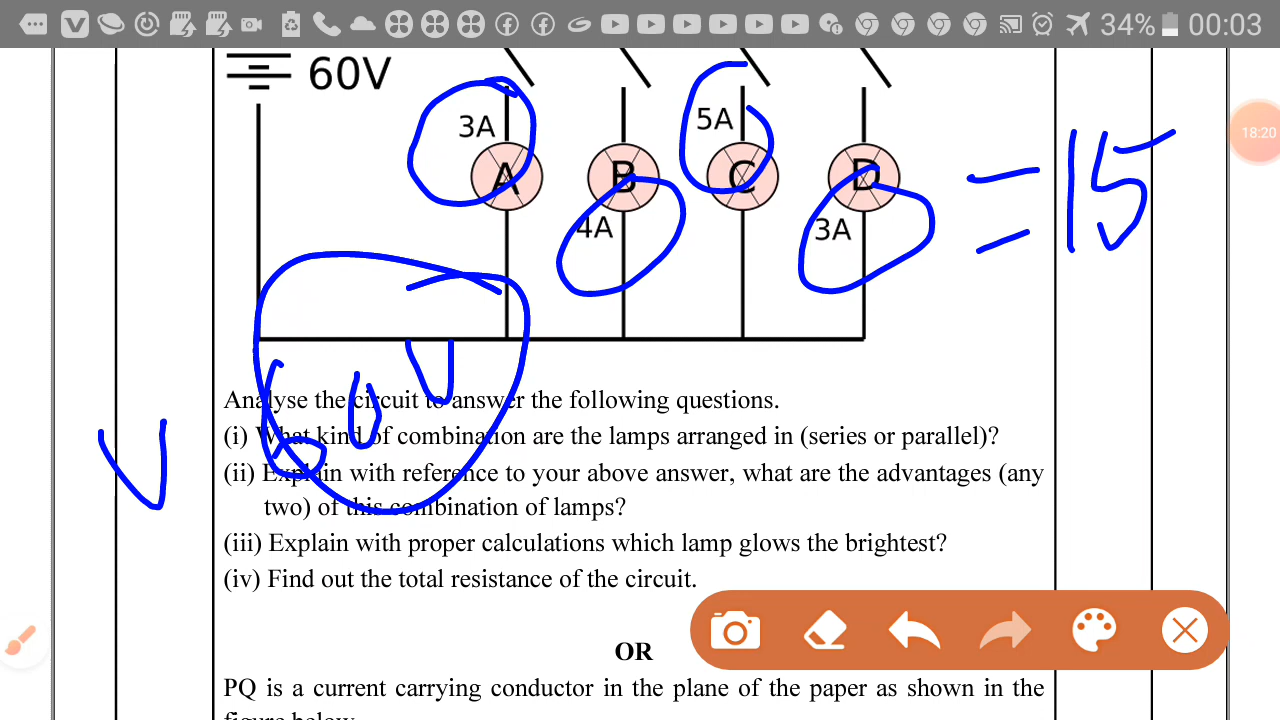 34% 00:03
60V
3A 5A
18:20
A B C D
= 15
4A 3A
60V
V
Analyse the circuit to answer the following questions.
(i) What kind of combination are the lamps arranged in (series or parallel)?
(ii) Explain with reference to your above answer, what are the advantages (any
two) of this combination of lamps?
(iii) Explain with proper calculations which lamp glows the brightest?
(iv) Find out the total resistance of the circuit.
OR
PQ is a current carrying conductor in the plane of the paper as shown in the
figure below